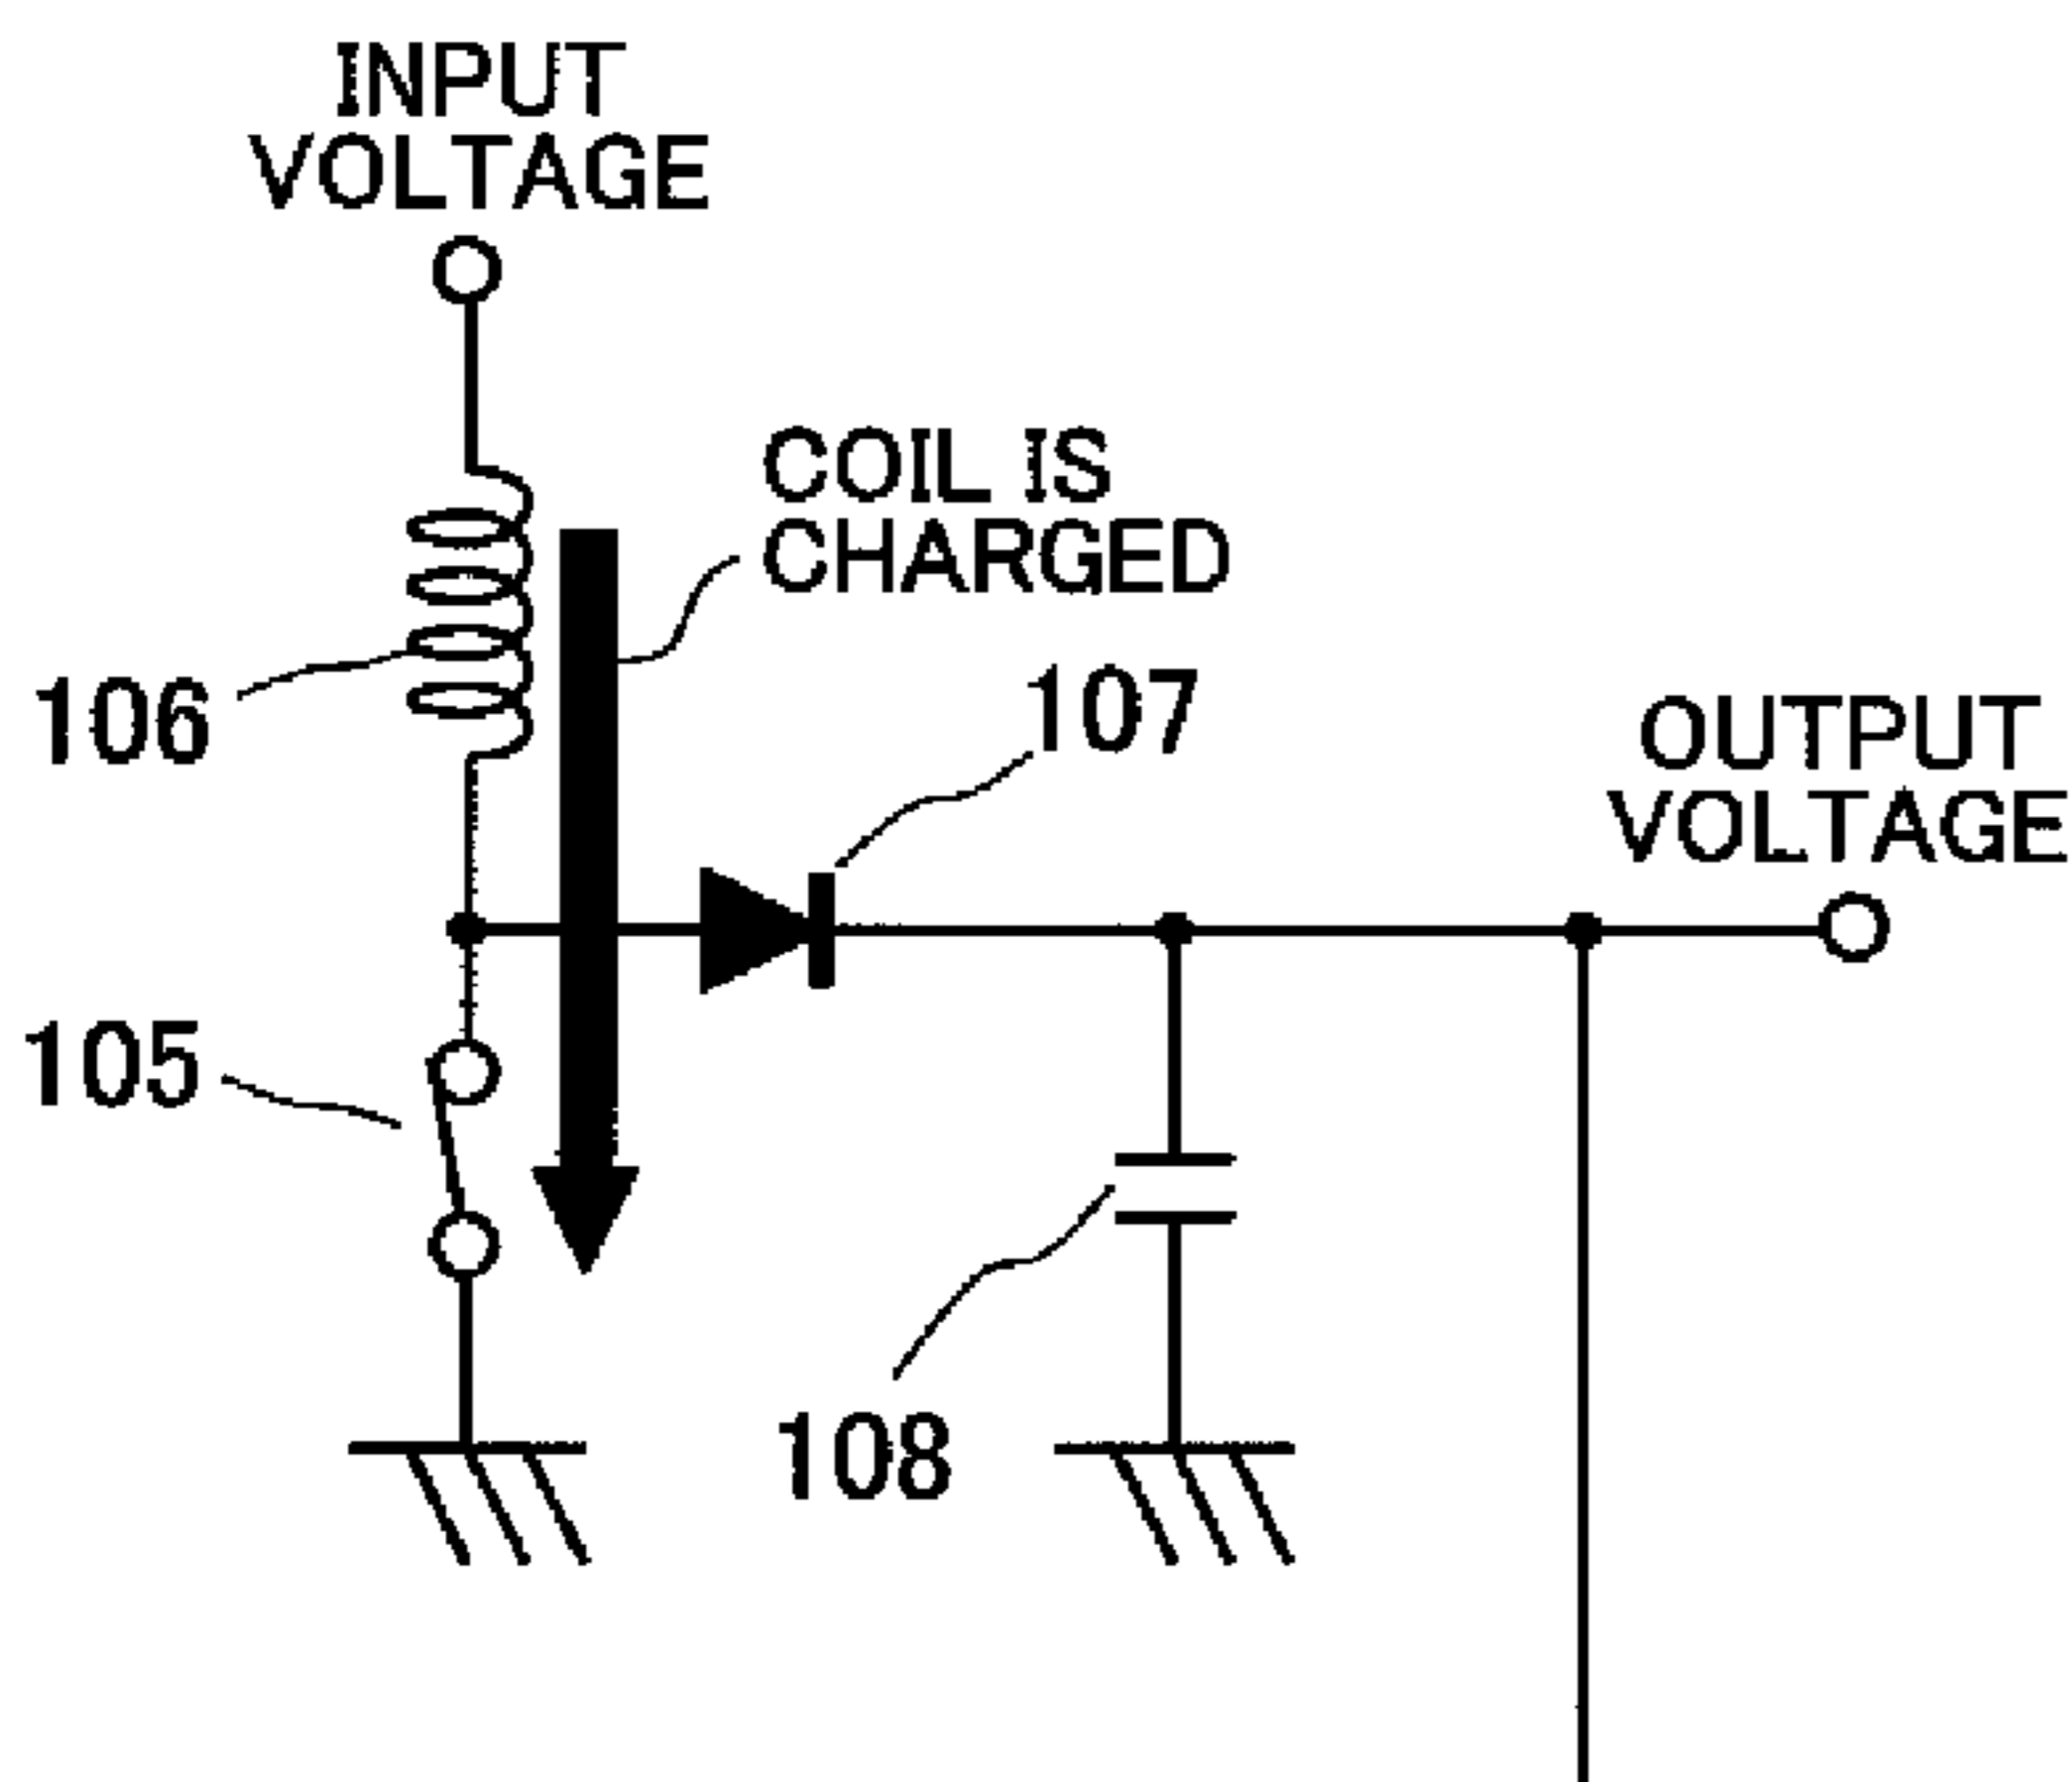 INPUT
VOLTAGE
COIL IS
CHARGED
106
107
OUTPUT
VOLTAGE
105
108